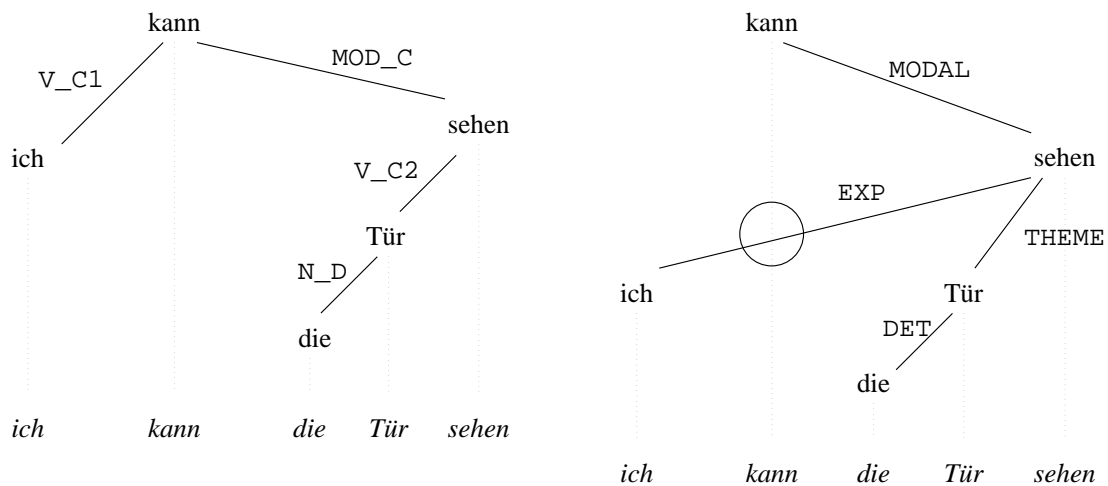 kann
MOD_C
V_C1
sehen
ich
V_C2
Tür
N_D
die
ich kann die Tür sehen
kann
MODAL
sehen
EXP
THEME
ich
Tür
DET
die
ich kann die Tür sehen